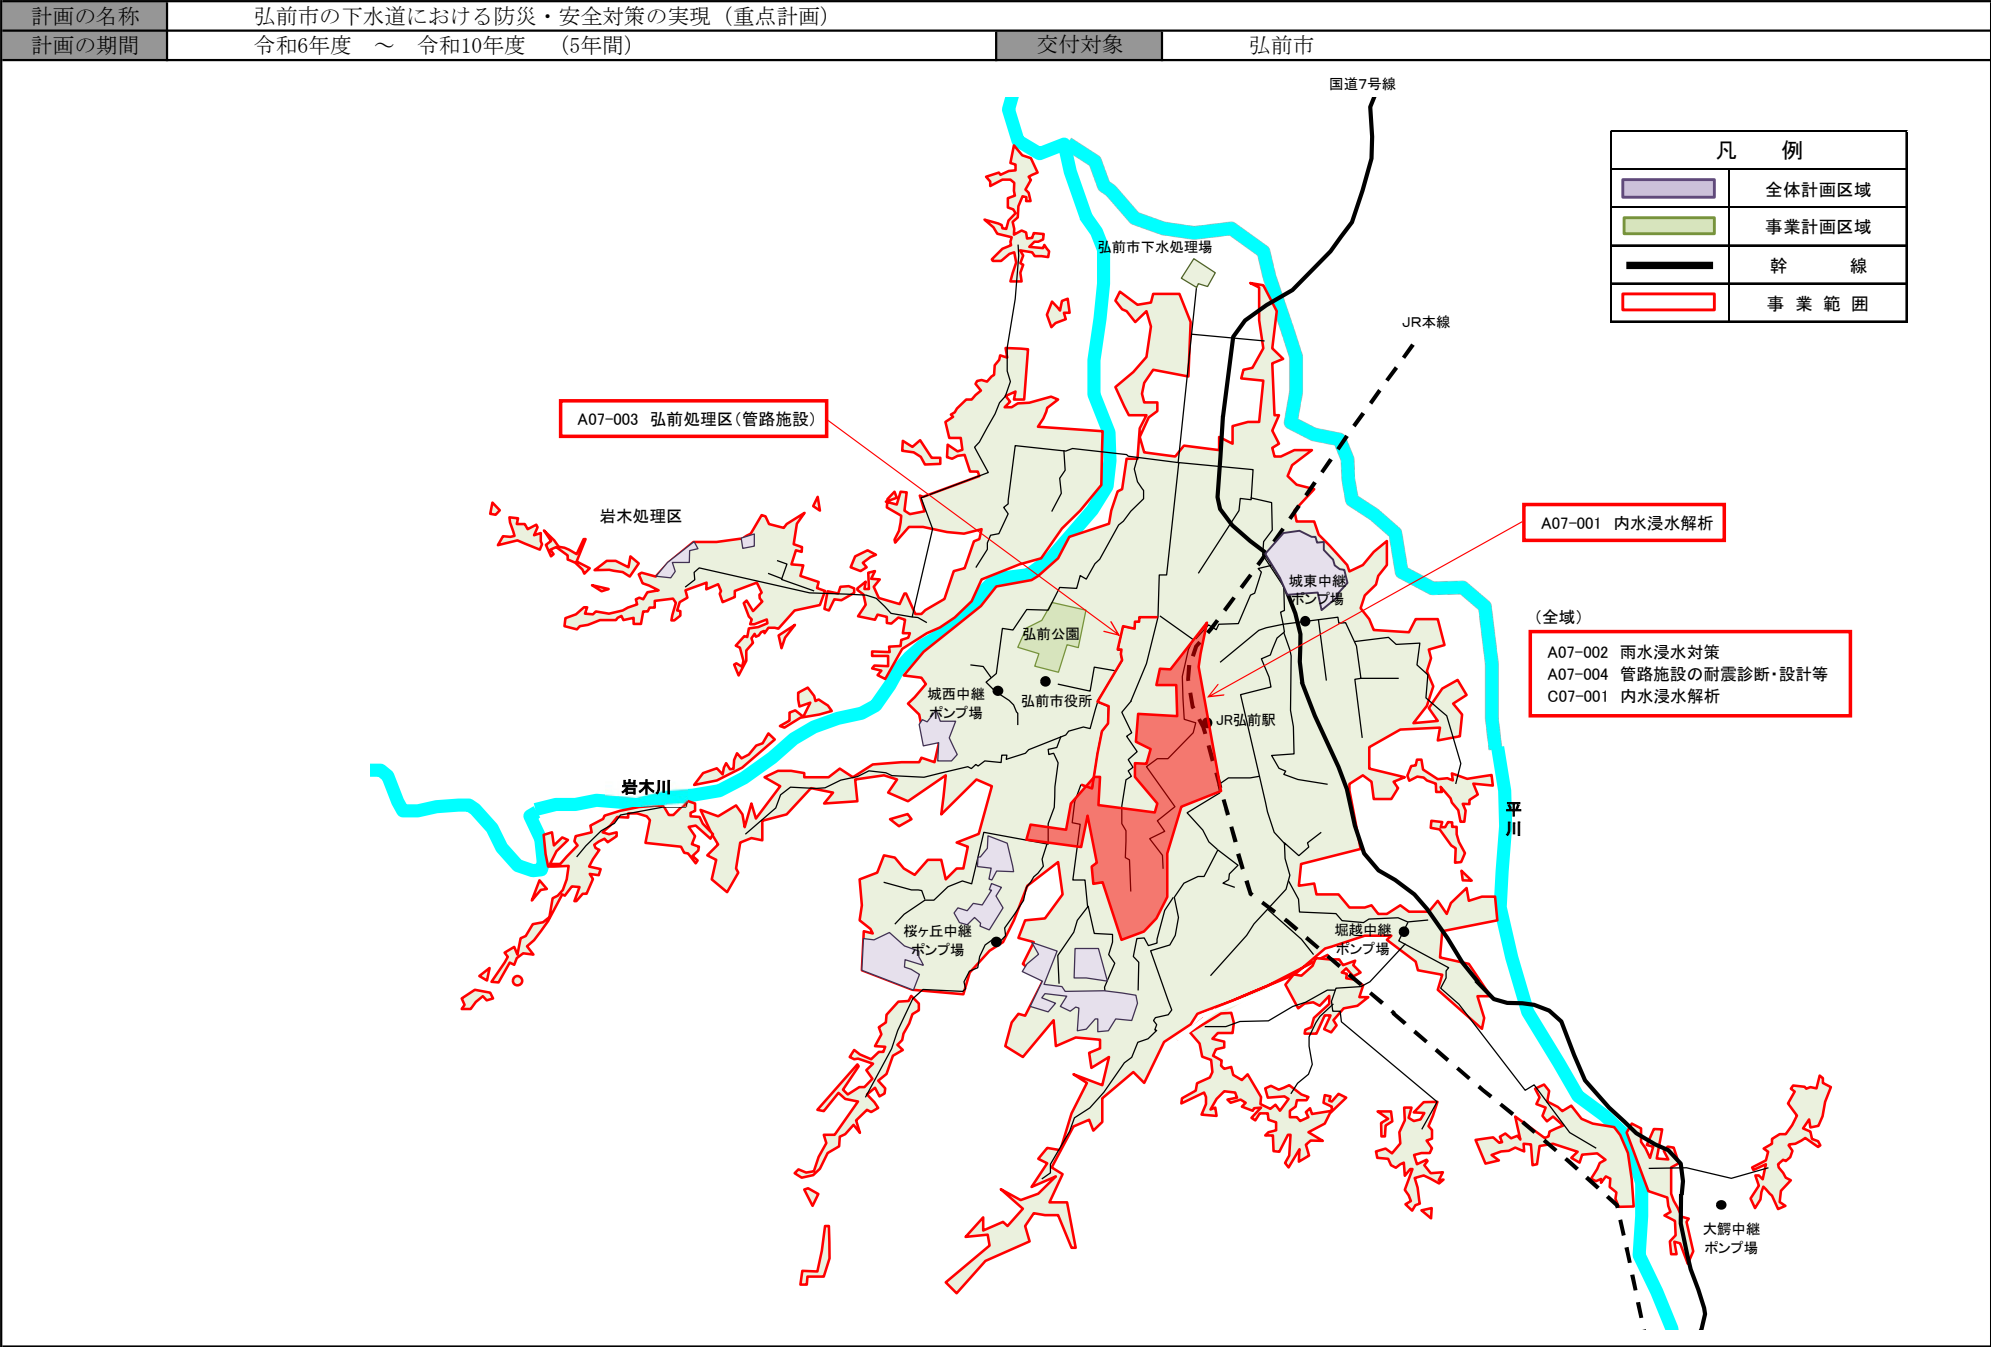 計画の名称 弘前市の下水道における防災・安全対策の実現（重点計画）
計画の期間 令和6年度　～　令和10年度　（5年間） 交付対象 弘前市
国道7号線
凡　例
全体計画区域
事業計画区域
幹　線
事 業 範 囲
弘前市下水処理場
JR本線
A07-003 弘前処理区（管路施設）
岩木処理区
A07-001 内水浸水解析
城東中継
ポンプ場
（全域）
A07-002 雨水浸水対策
A07-004 管路施設の耐震診断・設計等
C07-001 内水浸水解析
弘前公園
城西中継
ポンプ場
弘前市役所
JR弘前駅
岩木川
平
川
桜ヶ丘中継
ポンプ場
堀越中継
ポンプ場
大鰐中継
ポンプ場